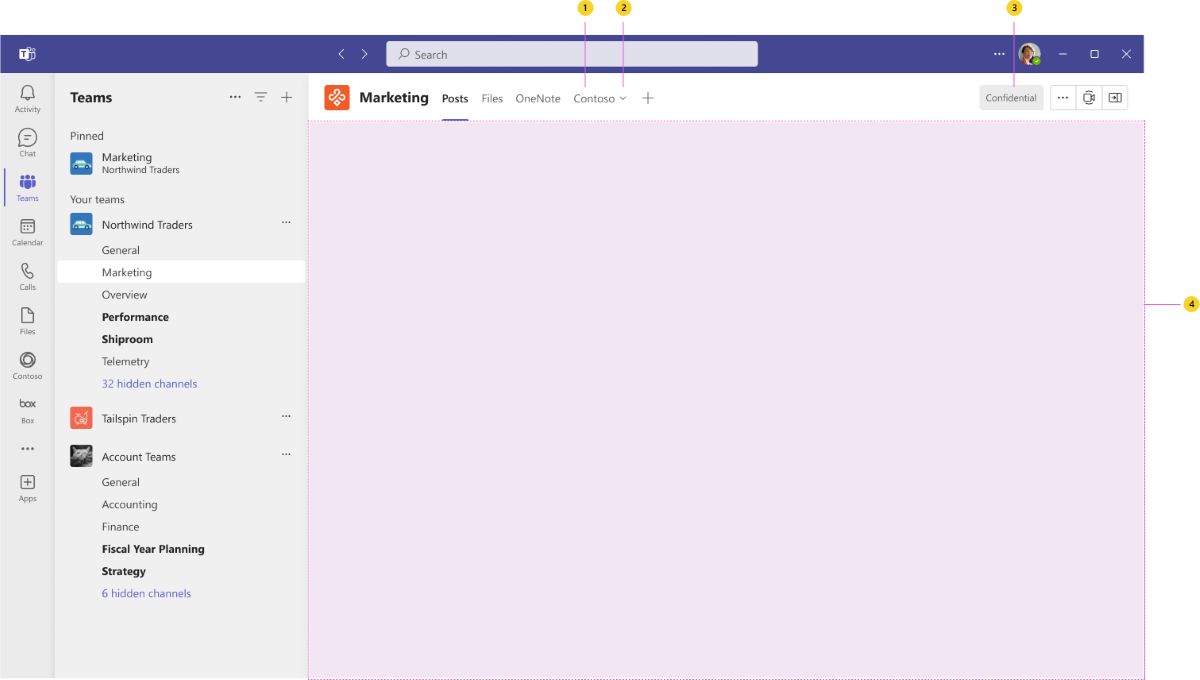 1 2 3
Search
Activity
Chat
Teams
Calendar
Calls
Files
Contoso
box
Box
Apps
Teams
Pinned
Marketing
Northwind Traders
Your teams
Northwind Traders
General
Marketing
Overview
Performance
Shiproom
Telemetry
32 hidden channels
Tailspin Traders
Account Teams
General
Accounting
Finance
Fiscal Year Planning
Strategy
6 hidden channels
Marketing Posts Files OneNote Contoso Confidential
4